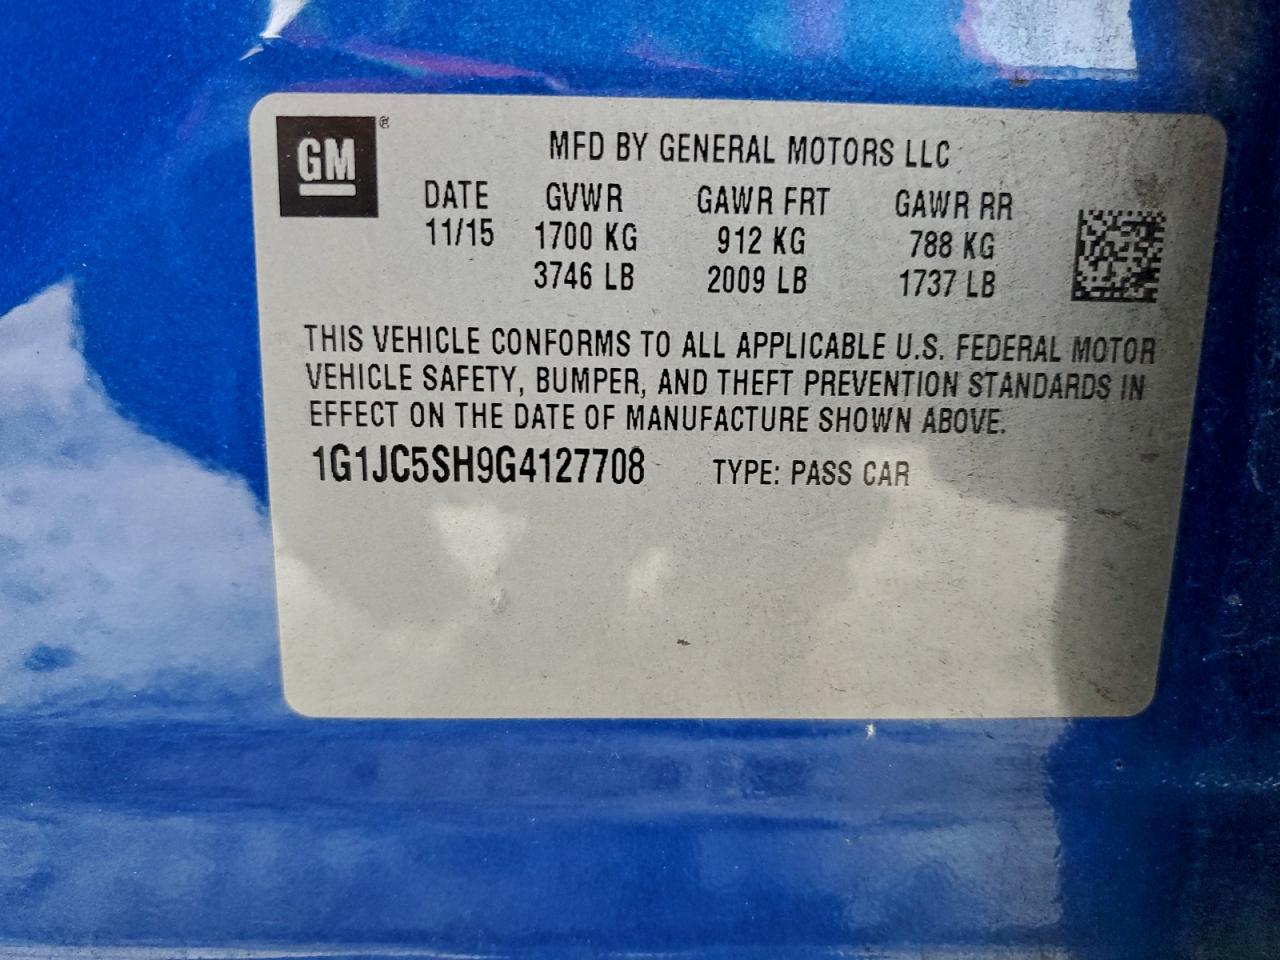 GM®
MFD BY GENERAL MOTORS LLC
DATE GVWR GAWR FRT GAWR RR
11/15 1700 KG 912 KG 788 KG
3746 LB 2009 LB 1737 LB
THIS VEHICLE CONFORMS TO ALL APPLICABLE U.S. FEDERAL MOTOR
VEHICLE SAFETY, BUMPER, AND THEFT PREVENTION STANDARDS IN
EFFECT ON THE DATE OF MANUFACTURE SHOWN ABOVE.
1G1JC5SH9G4127708 TYPE: PASS CAR